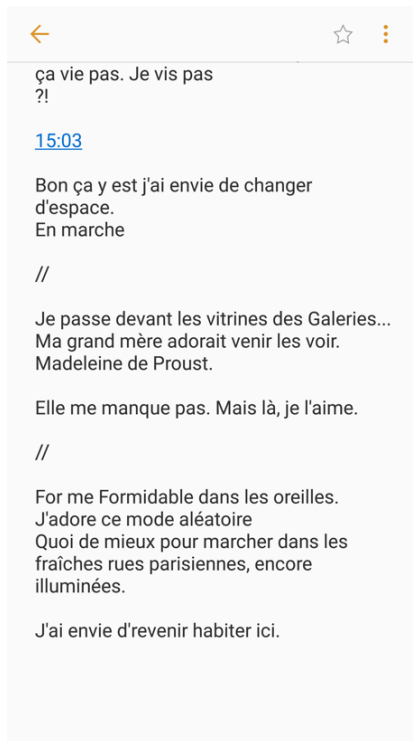 ça vie pas. Je vis pas
?!
15:03
Bon ça y est j'ai envie de changer
d'espace.
En marche
//
Je passe devant les vitrines des Galeries...
Ma grand mère adorait venir les voir.
Madeleine de Proust.
Elle me manque pas. Mais là, je l'aime.
//
For me Formidable dans les oreilles.
J'adore ce mode aléatoire
Quoi de mieux pour marcher dans les
fraîches rues parisiennes, encore
illuminées.
J'ai envie d'revenir habiter ici.